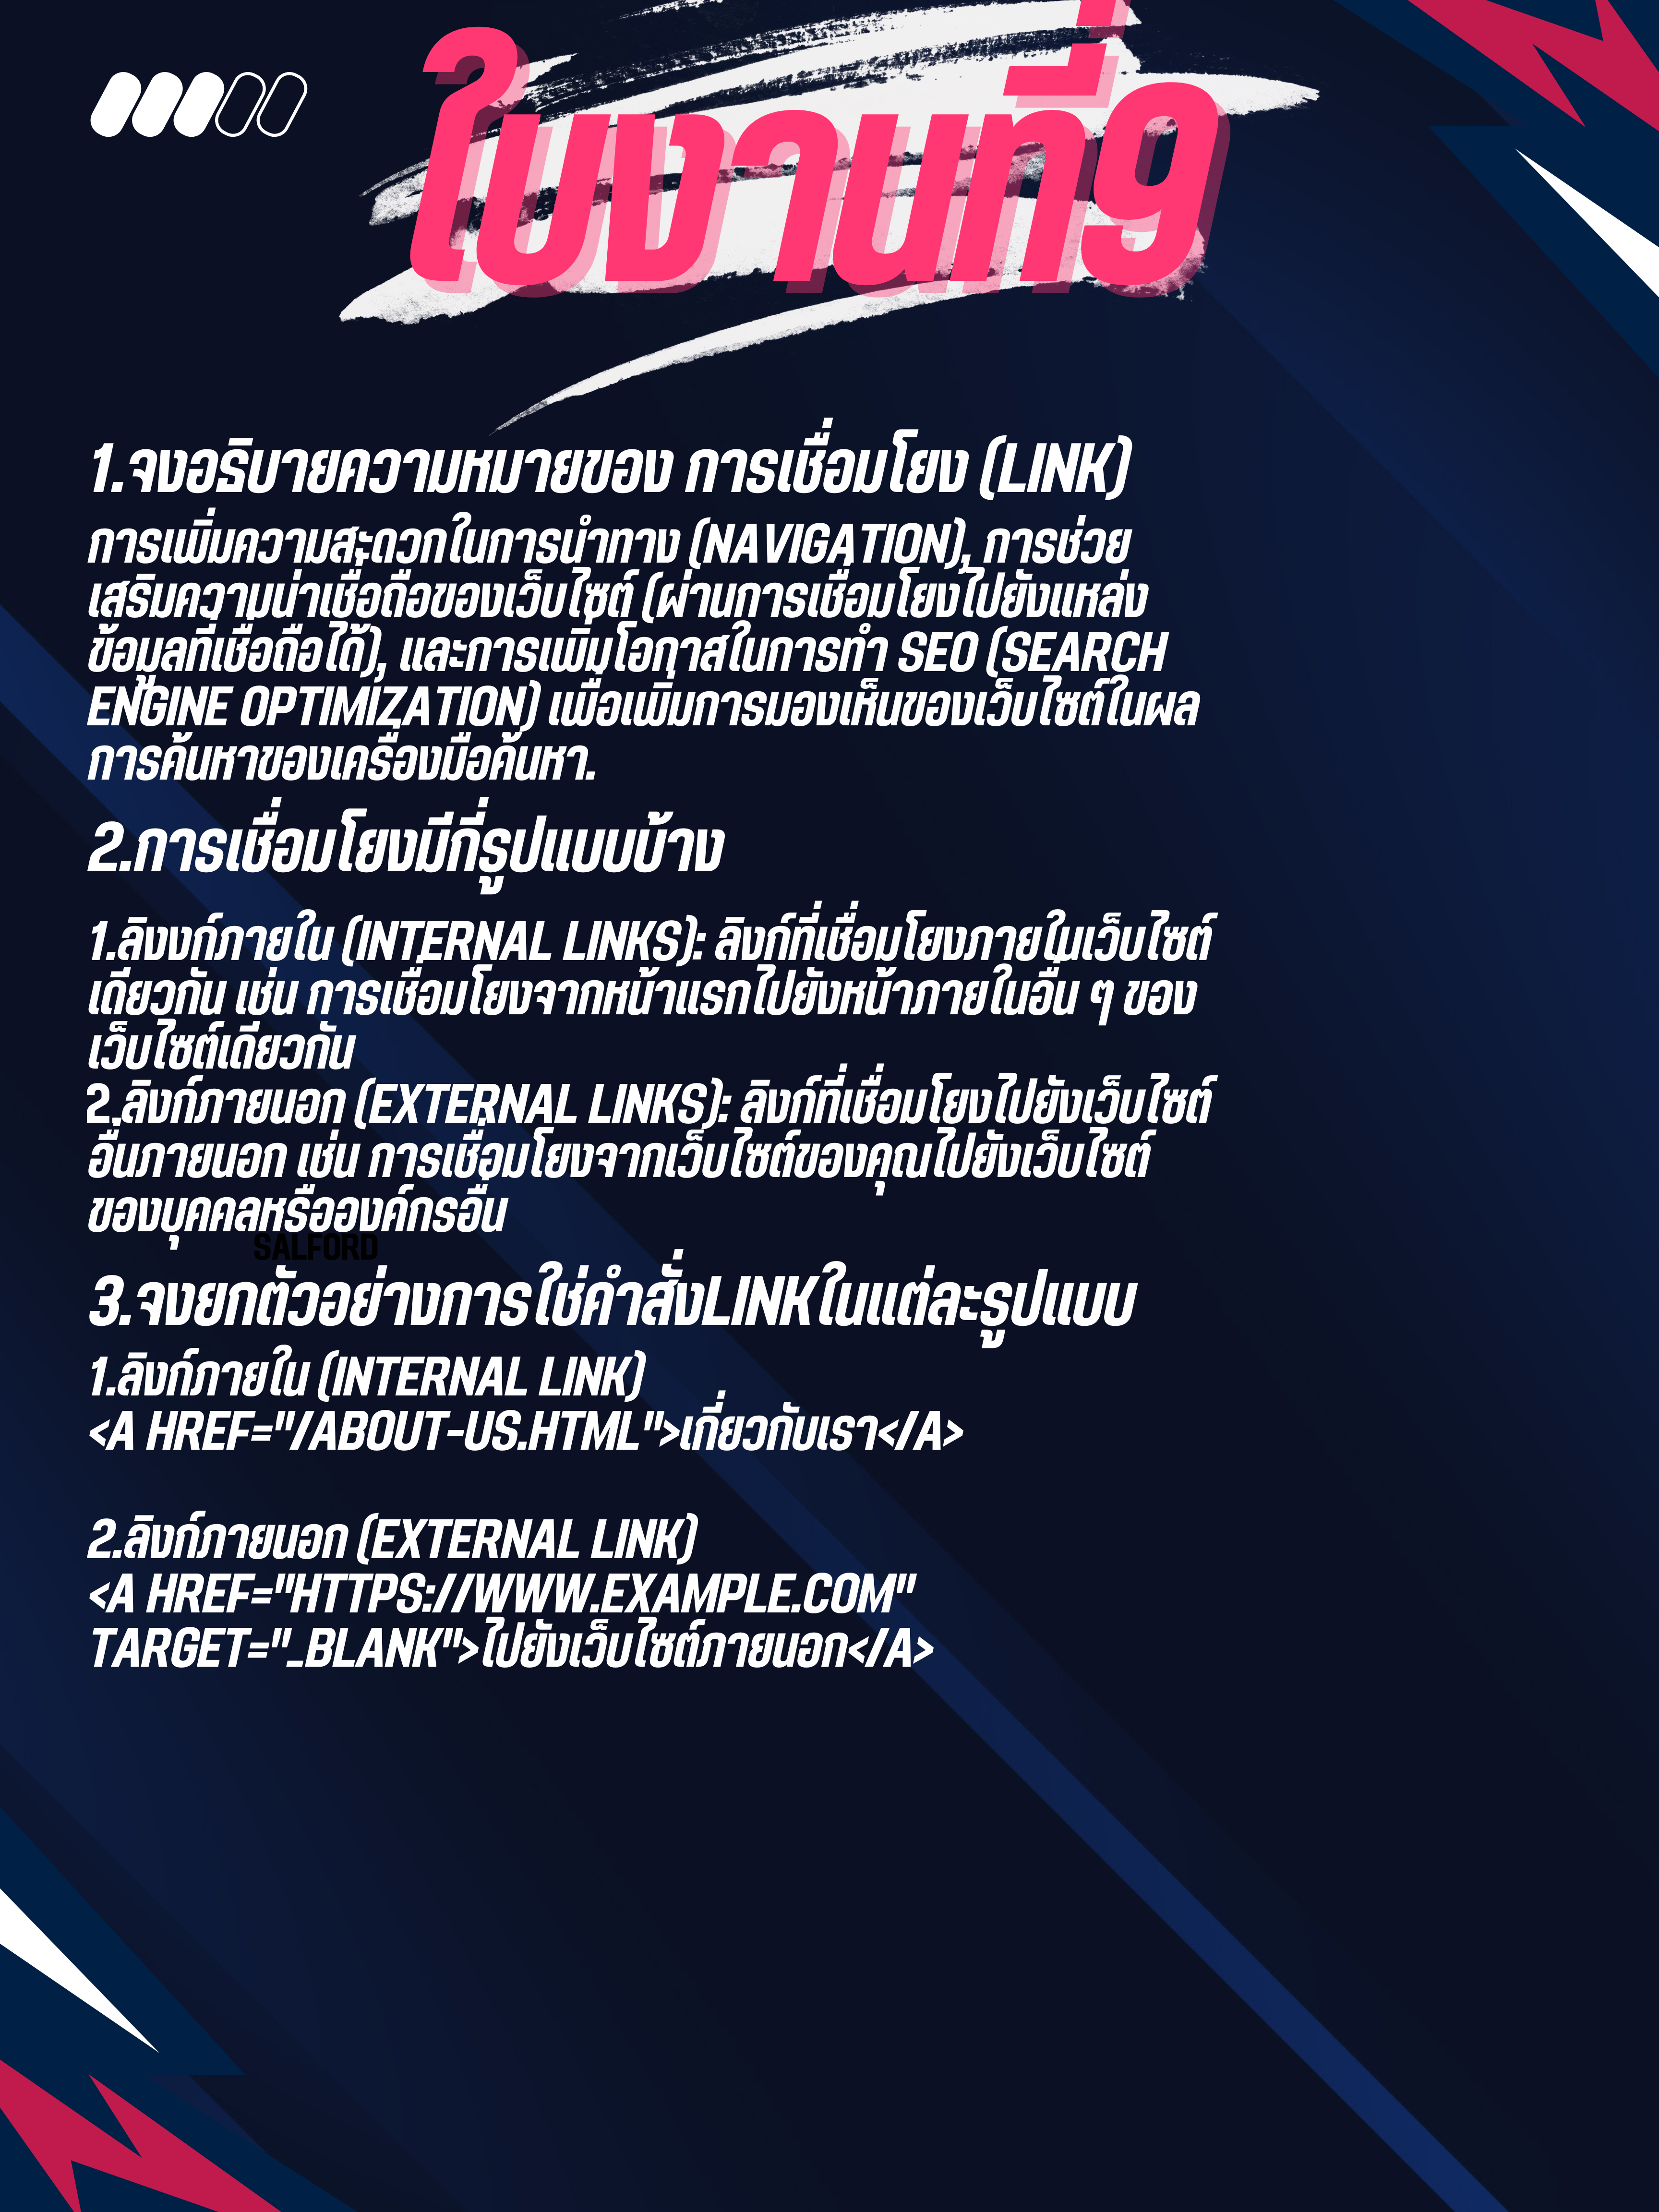 ใบงานที่9
1.จงอธิบายความหมายของ การเชื่อมโยง (LINK)
การเพิ่มความสะดวกในการนำทาง (NAVIGATION), การช่วย
เสริมความน่าเชื่อถือของเว็บไซต์ (ผ่านการเชื่อมโยงไปยังแหล่ง
ข้อมูลที่เชื่อถือได้), และการเพิ่มโอกาสในการทำ SEO (SEARCH
ENGINE OPTIMIZATION) เพื่อเพิ่มการมองเห็นของเว็บไซต์ในผล
การค้นหาของเครื่องมือค้นหา.
2.การเชื่อมโยงมีกี่รูปแบบบ้าง
1.ลิงงก์ภายใน (INTERNAL LINKS): ลิงก์ที่เชื่อมโยงภายในเว็บไซต์
เดียวกัน เช่น การเชื่อมโยงจากหน้าแรกไปยังหน้าภายในอื่น ๆ ของ
เว็บไซต์เดียวกัน
2.ลิงก์ภายนอก (EXTERNAL LINKS): ลิงก์ที่เชื่อมโยงไปยังเว็บไซต์
อื่นภายนอก เช่น การเชื่อมโยงจากเว็บไซต์ของคุณไปยังเว็บไซต์
ของบุคคลหรือองค์กรอื่น
SALFORD
3.จงยกตัวอย่างการใช่คำสั่งLINKในแต่ละรูปแบบ
1.ลิงก์ภายใน (INTERNAL LINK)
<A HREF="/ABOUT-US.HTML">เกี่ยวกับเรา</A>
2.ลิงก์ภายนอก (EXTERNAL LINK)
<A HREF="HTTPS://WWW.EXAMPLE.COM"
TARGET="_BLANK">ไปยังเว็บไซต์ภายนอก</A>